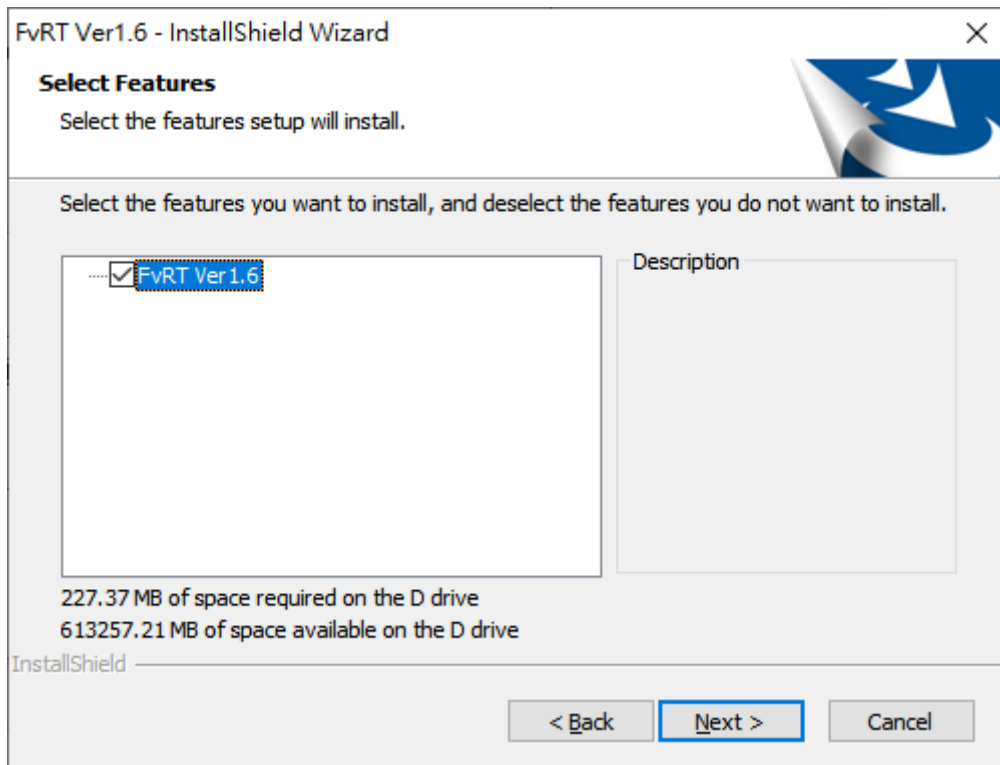 FvRT Ver1.6 - InstallShield Wizard
Select Features
Select the features setup will install.
Select the features you want to install, and deselect the features you do not want to install.
FvRT Ver1.6
Description
227.37 MB of space required on the D drive
613257.21 MB of space available on the D drive
InstallShield
< Back
Next >
Cancel